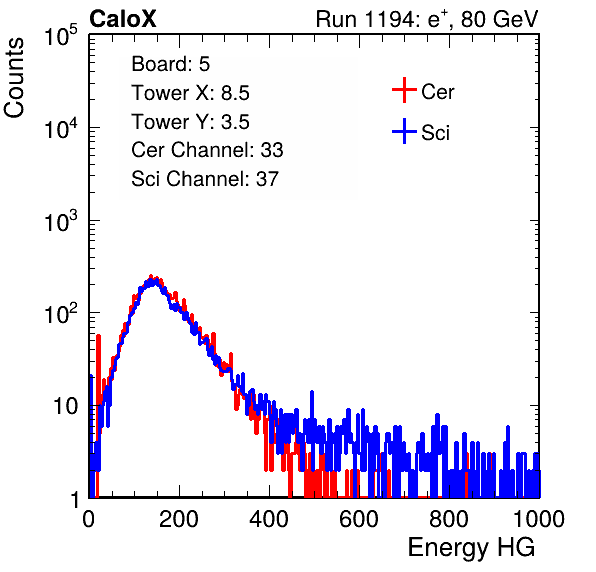 CaloX Run 1194: e⁺, 80 GeV
Counts
Board: 5
Tower X: 8.5
Tower Y: 3.5
Cer Channel: 33
Sci Channel: 37
Cer
Sci
10⁵
10⁴
10³
10²
10
1
0 200 400 600 800 1000
Energy HG